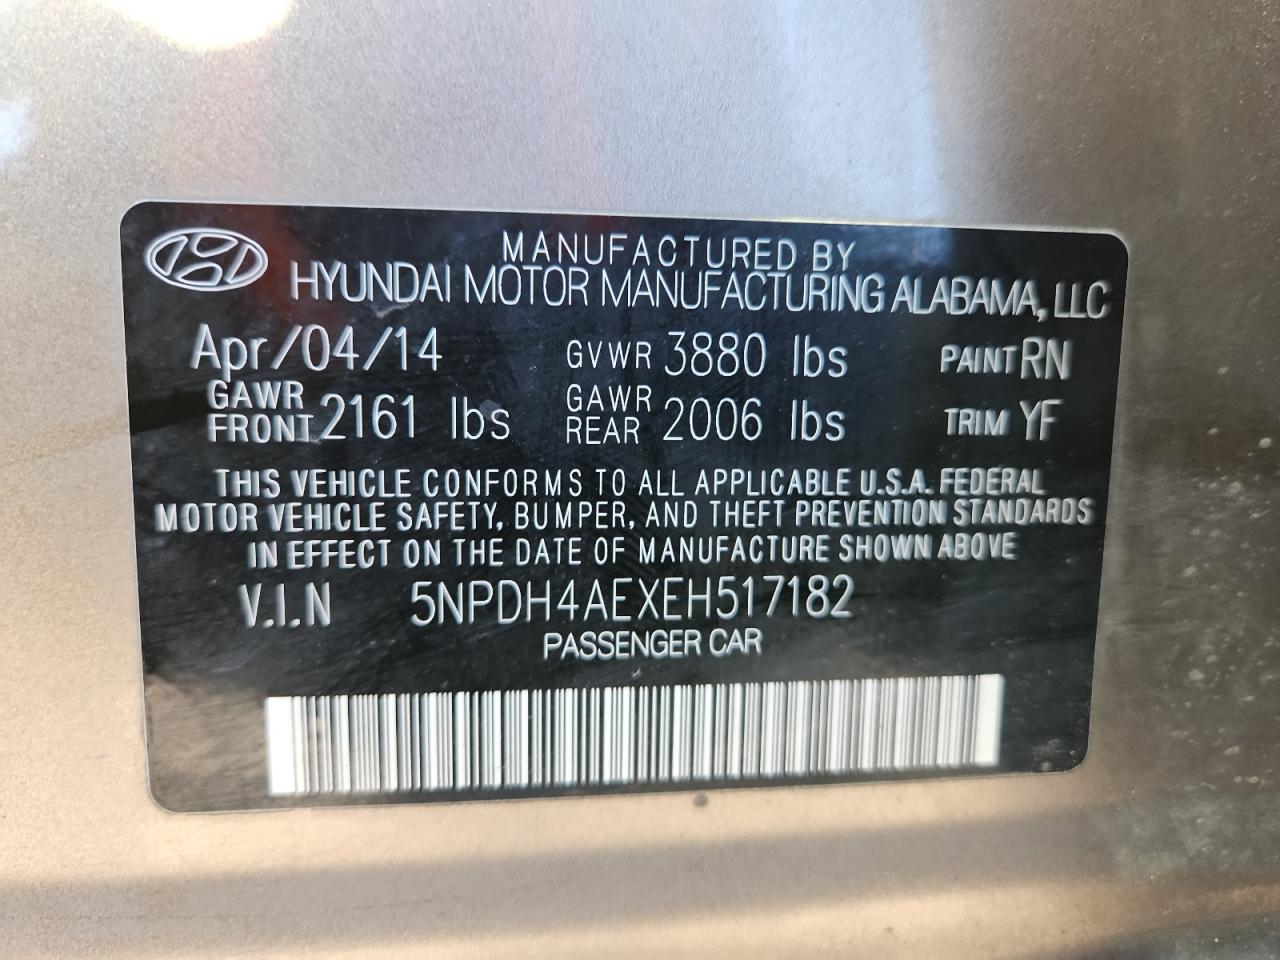 MANUFACTURED BY
HYUNDAI MOTOR MANUFACTURING ALABAMA, LLC
Apr/04/14 GVWR 3880 lbs PAINT RN
GAWR FRONT 2161 lbs GAWR REAR 2006 lbs TRIM YF
THIS VEHICLE CONFORMS TO ALL APPLICABLE U.S.A. FEDERAL
MOTOR VEHICLE SAFETY, BUMPER, AND THEFT PREVENTION STANDARDS
IN EFFECT ON THE DATE OF MANUFACTURE SHOWN ABOVE
V.I.N 5NPDH4AEXEH517182
PASSENGER CAR